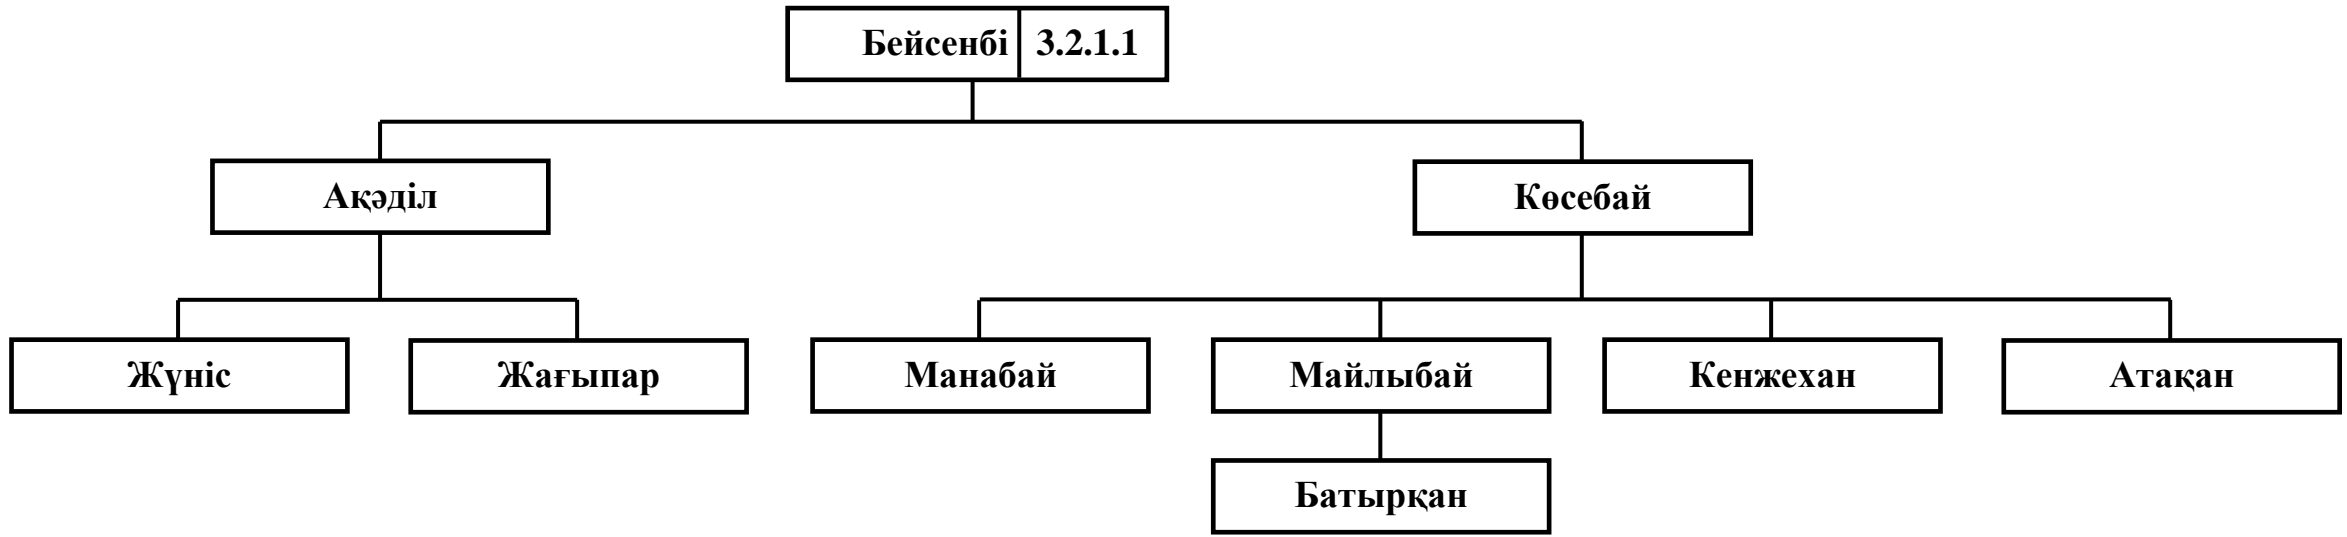 Бейсенбі 3.2.1.1
Ақәділ Көсебай
Жүніс Жағыпар Манабай Майлыбай Кенжехан Атақан
Батырқан